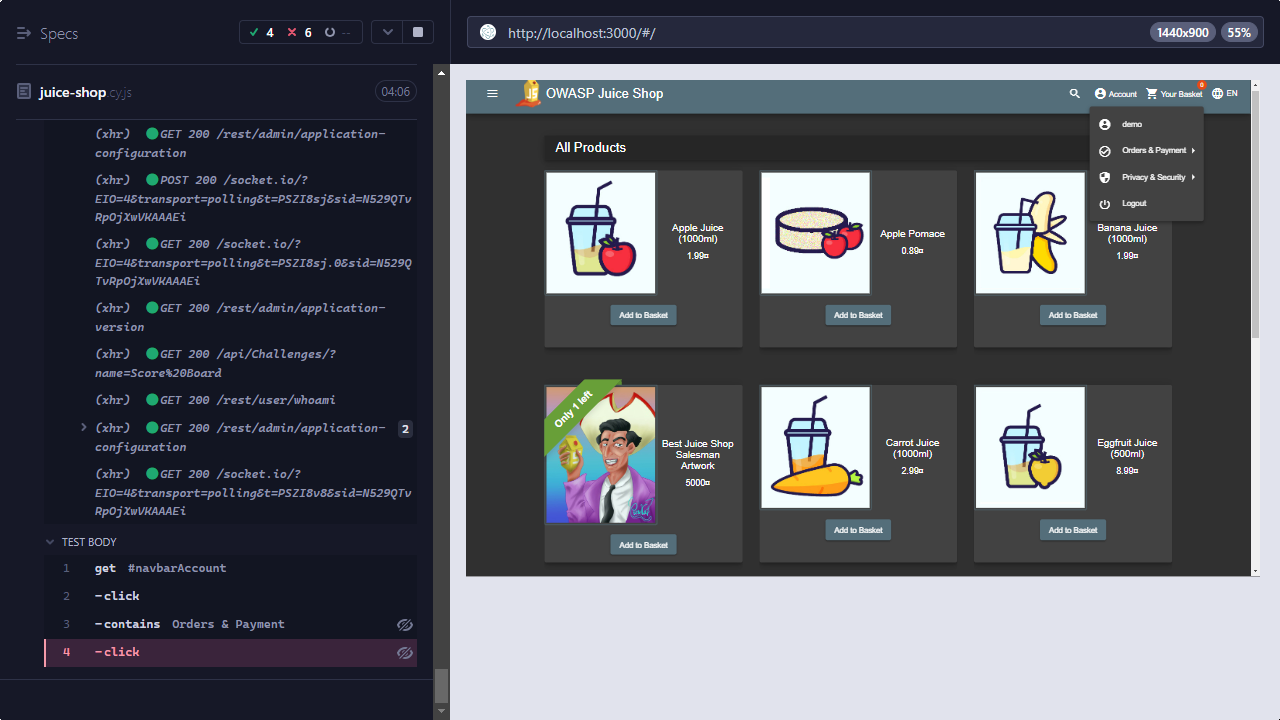 Specs
4
6
--
http://localhost:3000/#/
1440x900
55%
juice-shop.cy.js
04:06
(xhr) GET 200 /rest/admin/application-
configuration
(xhr) POST 200 /socket.io/?
EIO=4&transport=polling&t=PSZI8sj&sid=N529QTv
RpOjXwVKAAAEi
(xhr) GET 200 /socket.io/?
EIO=4&transport=polling&t=PSZI8sj.0&sid=N529Q
TvRpOjXwVKAAAEi
(xhr) GET 200 /rest/admin/application-
version
(xhr) GET 200 /api/Challenges/?
name=Score%20Board
(xhr) GET 200 /rest/user/whoami
(xhr) GET 200 /rest/admin/application-
configuration
2
(xhr) GET 200 /socket.io/?
EIO=4&transport=polling&t=PSZI8v8&sid=N529QTv
RpOjXwVKAAAEi
TEST BODY
1 get #navbarAccount
2 -click
3 -contains Orders & Payment
4 -click
OWASP Juice Shop
Account
Your Basket
0
EN
demo
Orders & Payment
Privacy & Security
Logout
All Products
Apple Juice
(1000ml)
1.99¤
Add to Basket
Apple Pomace
0.89¤
Add to Basket
Banana Juice
(1000ml)
1.99¤
Add to Basket
Only 1 left
Best Juice Shop
Salesman
Artwork
5000¤
Add to Basket
Carrot Juice
(1000ml)
2.99¤
Add to Basket
Eggfruit Juice
(500ml)
8.99¤
Add to Basket